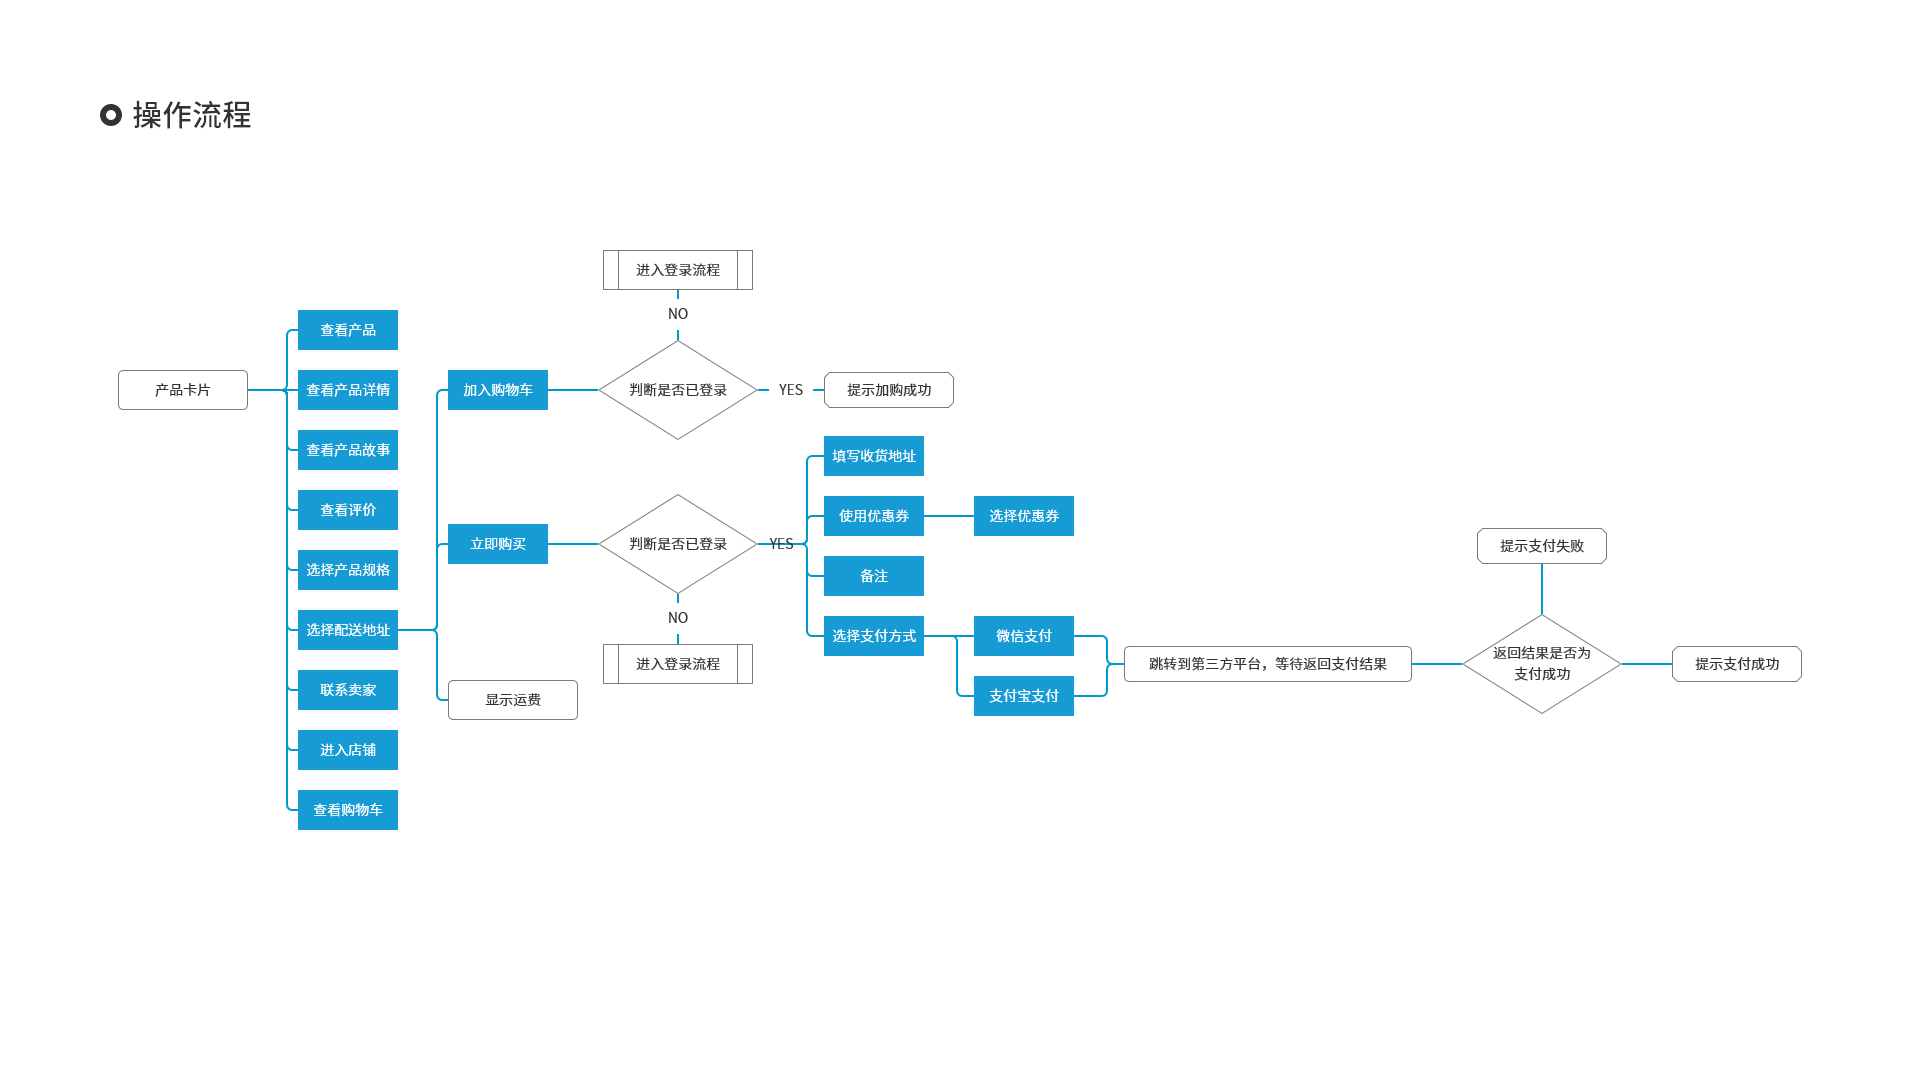 操作流程
进入登录流程
NO
产品卡片
查看产品
查看产品详情
查看产品故事
查看评价
选择产品规格
选择配送地址
联系卖家
进入店铺
查看购物车
加入购物车
判断是否已登录
YES
提示加购成功
立即购买
判断是否已登录
YES
NO
进入登录流程
显示运费
填写收货地址
使用优惠券
选择优惠券
备注
选择支付方式
微信支付
支付宝支付
跳转到第三方平台，等待返回支付结果
提示支付失败
返回结果是否为
支付成功
提示支付成功